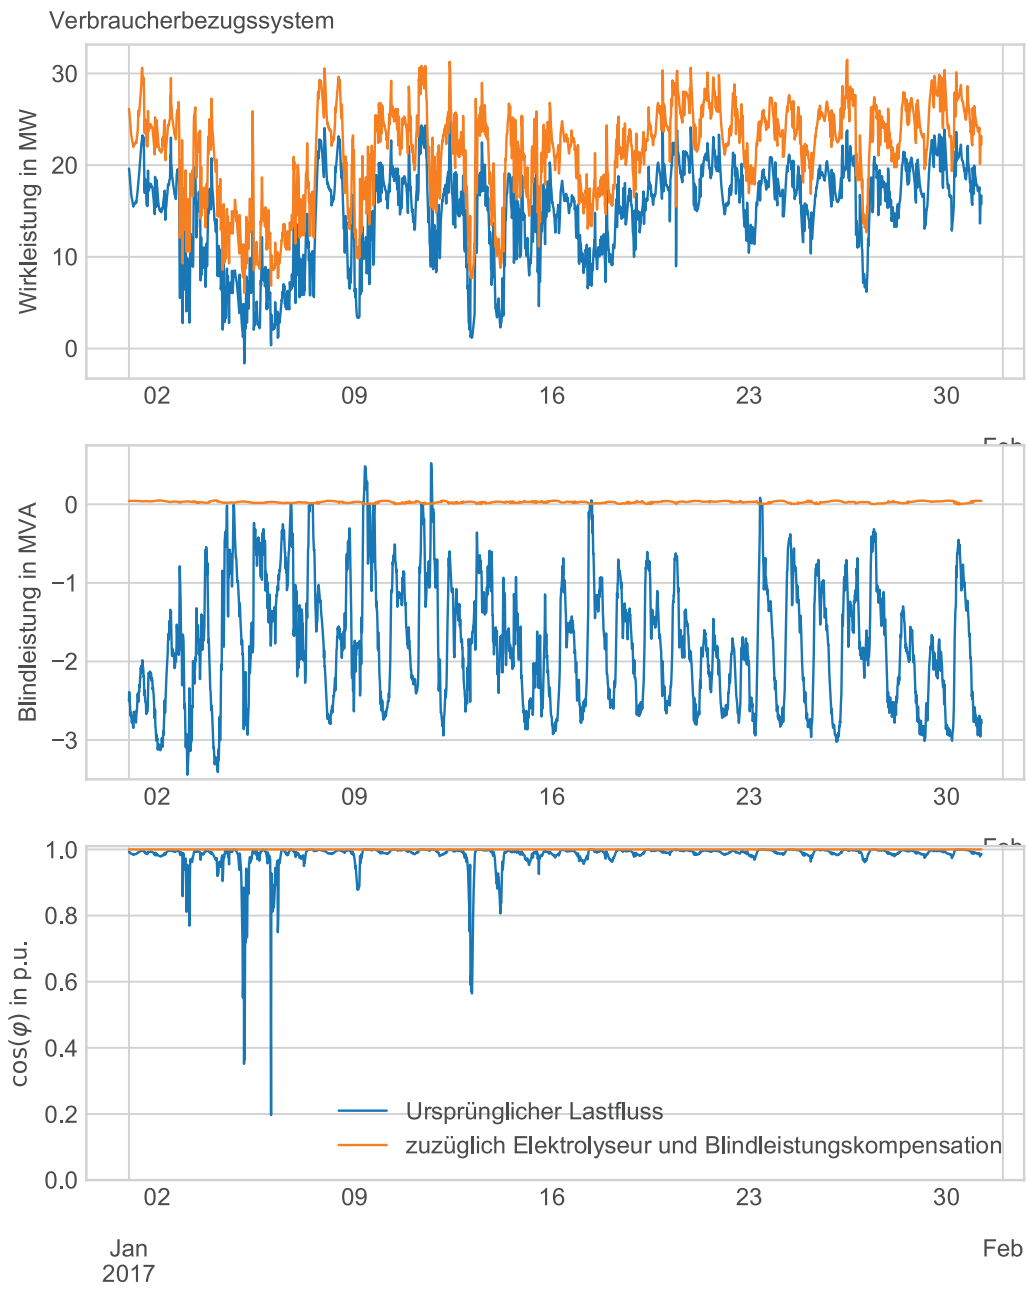 Verbraucherbezugssystem
Wirkleistung in MW
30
20
10
0
02 09 16 23 30
Feb
Blindleistung in MVA
0
−1
−2
−3
02 09 16 23 30
Feb
cos(φ) in p.u.
1.0
0.8
0.6
0.4
0.2
0.0
Ursprünglicher Lastfluss
zuzüglich Elektrolyseur und Blindleistungskompensation
02 09 16 23 30
Jan Feb
2017